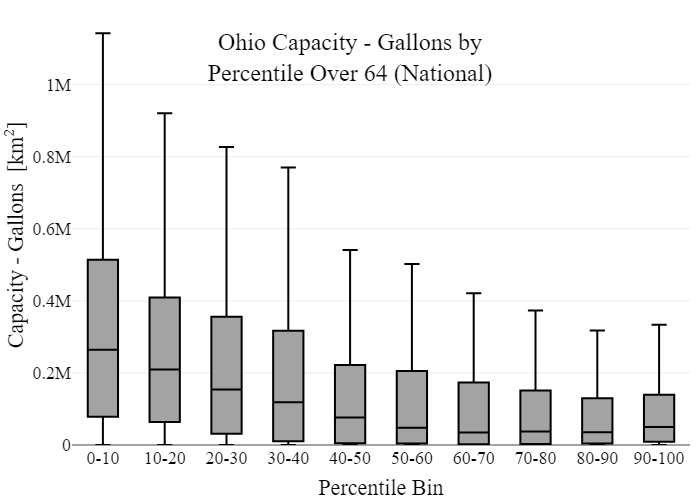 Ohio Capacity - Gallons by
Percentile Over 64 (National)
Capacity - Gallons [km²]
1M
0.8M
0.6M
0.4M
0.2M
0
0-10 10-20 20-30 30-40 40-50 50-60 60-70 70-80 80-90 90-100
Percentile Bin